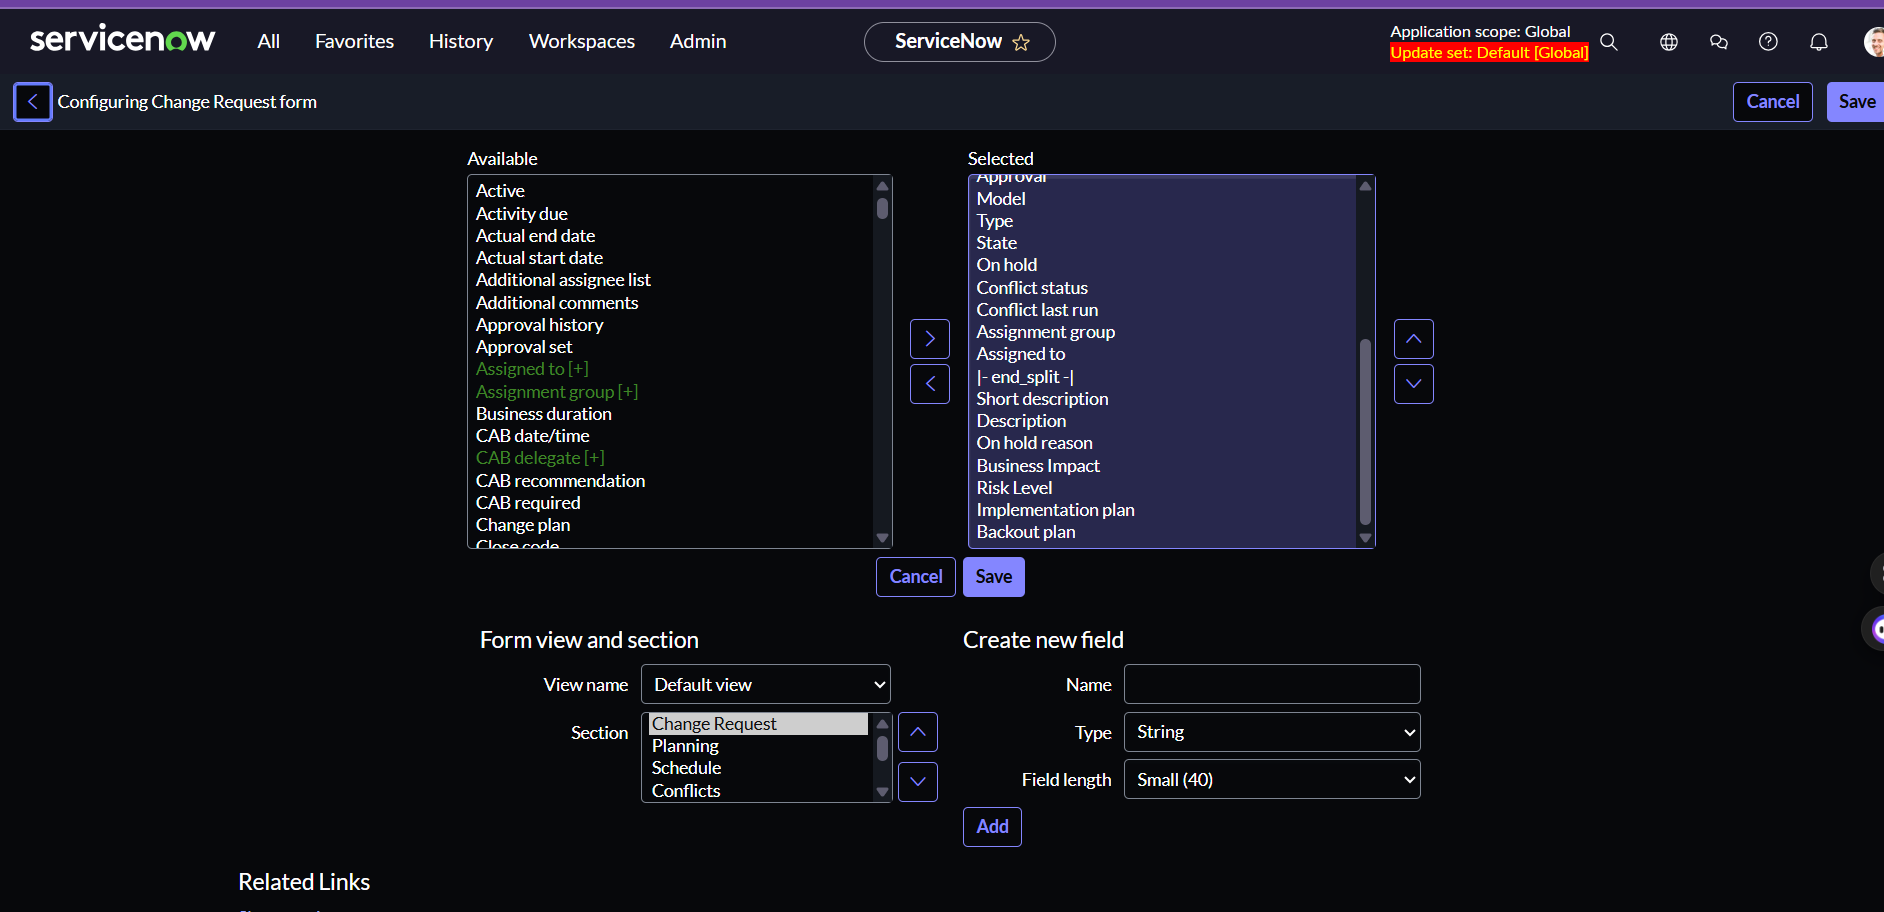 servicenow
All
Favorites
History
Workspaces
Admin
ServiceNow
Application scope: Global
Update set: Default [Global]
Configuring Change Request form
Cancel
Save
Available
Active
Activity due
Actual end date
Actual start date
Additional assignee list
Additional comments
Approval history
Approval set
Assigned to [+]
Assignment group [+]
Business duration
CAB date/time
CAB delegate [+]
CAB recommendation
CAB required
Change plan
Close code
Selected
Approval
Model
Type
State
On hold
Conflict status
Conflict last run
Assignment group
Assigned to
|- end_split -|
Short description
Description
On hold reason
Business Impact
Risk Level
Implementation plan
Backout plan
Cancel
Save
Form view and section
View name
Default view
Section
Change Request
Planning
Schedule
Conflicts
Create new field
Name
Type
String
Field length
Small (40)
Add
Related Links